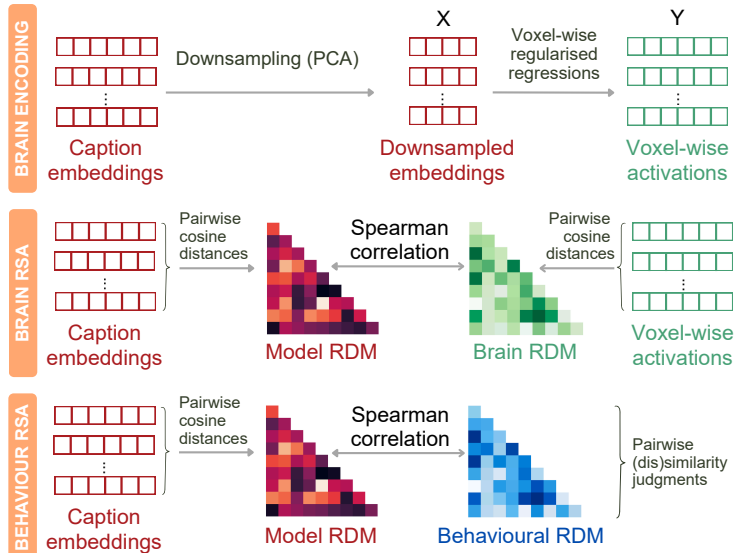 BRAIN ENCODING
Caption
embeddings
Downsampling (PCA)
X
Downsampled
embeddings
Voxel-wise
regularised
regressions
Y
Voxel-wise
activations
BRAIN RSA
Caption
embeddings
Pairwise
cosine
distances
Model RDM
Spearman
correlation
Brain RDM
Pairwise
cosine
distances
Voxel-wise
activations
BEHAVIOUR RSA
Caption
embeddings
Pairwise
cosine
distances
Model RDM
Spearman
correlation
Behavioural RDM
Pairwise
(dis)similarity
judgments